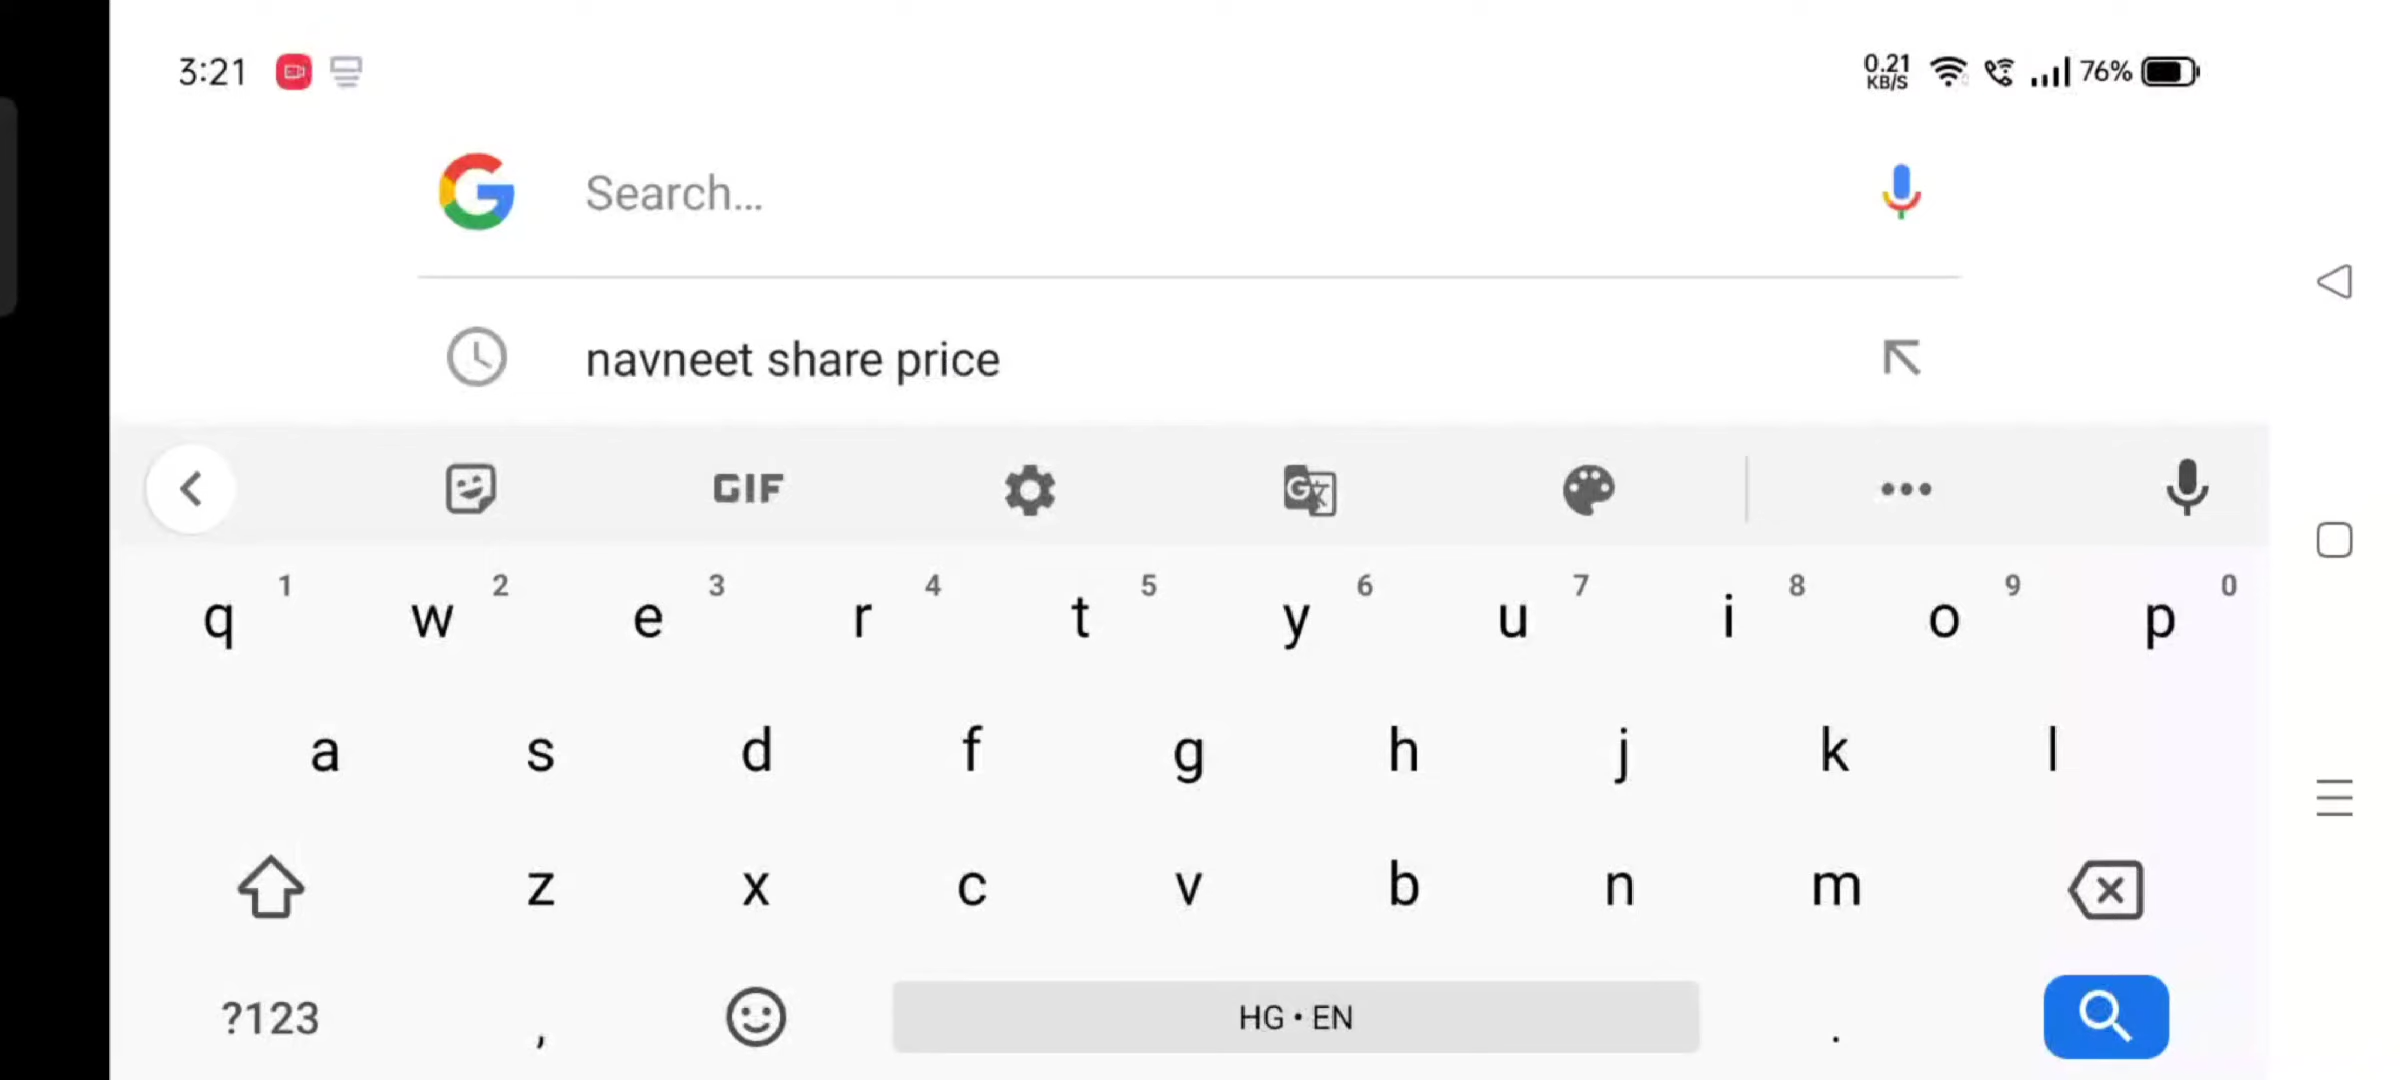 3:21 0.21 KB/S 76%
Search...
navneet share price
GIF
q 1 w 2 e 3 r 4 t 5 y 6 u 7 i 8 o 9 p 0
a s d f g h j k l
z x c v b n m
?123 , HG • EN .